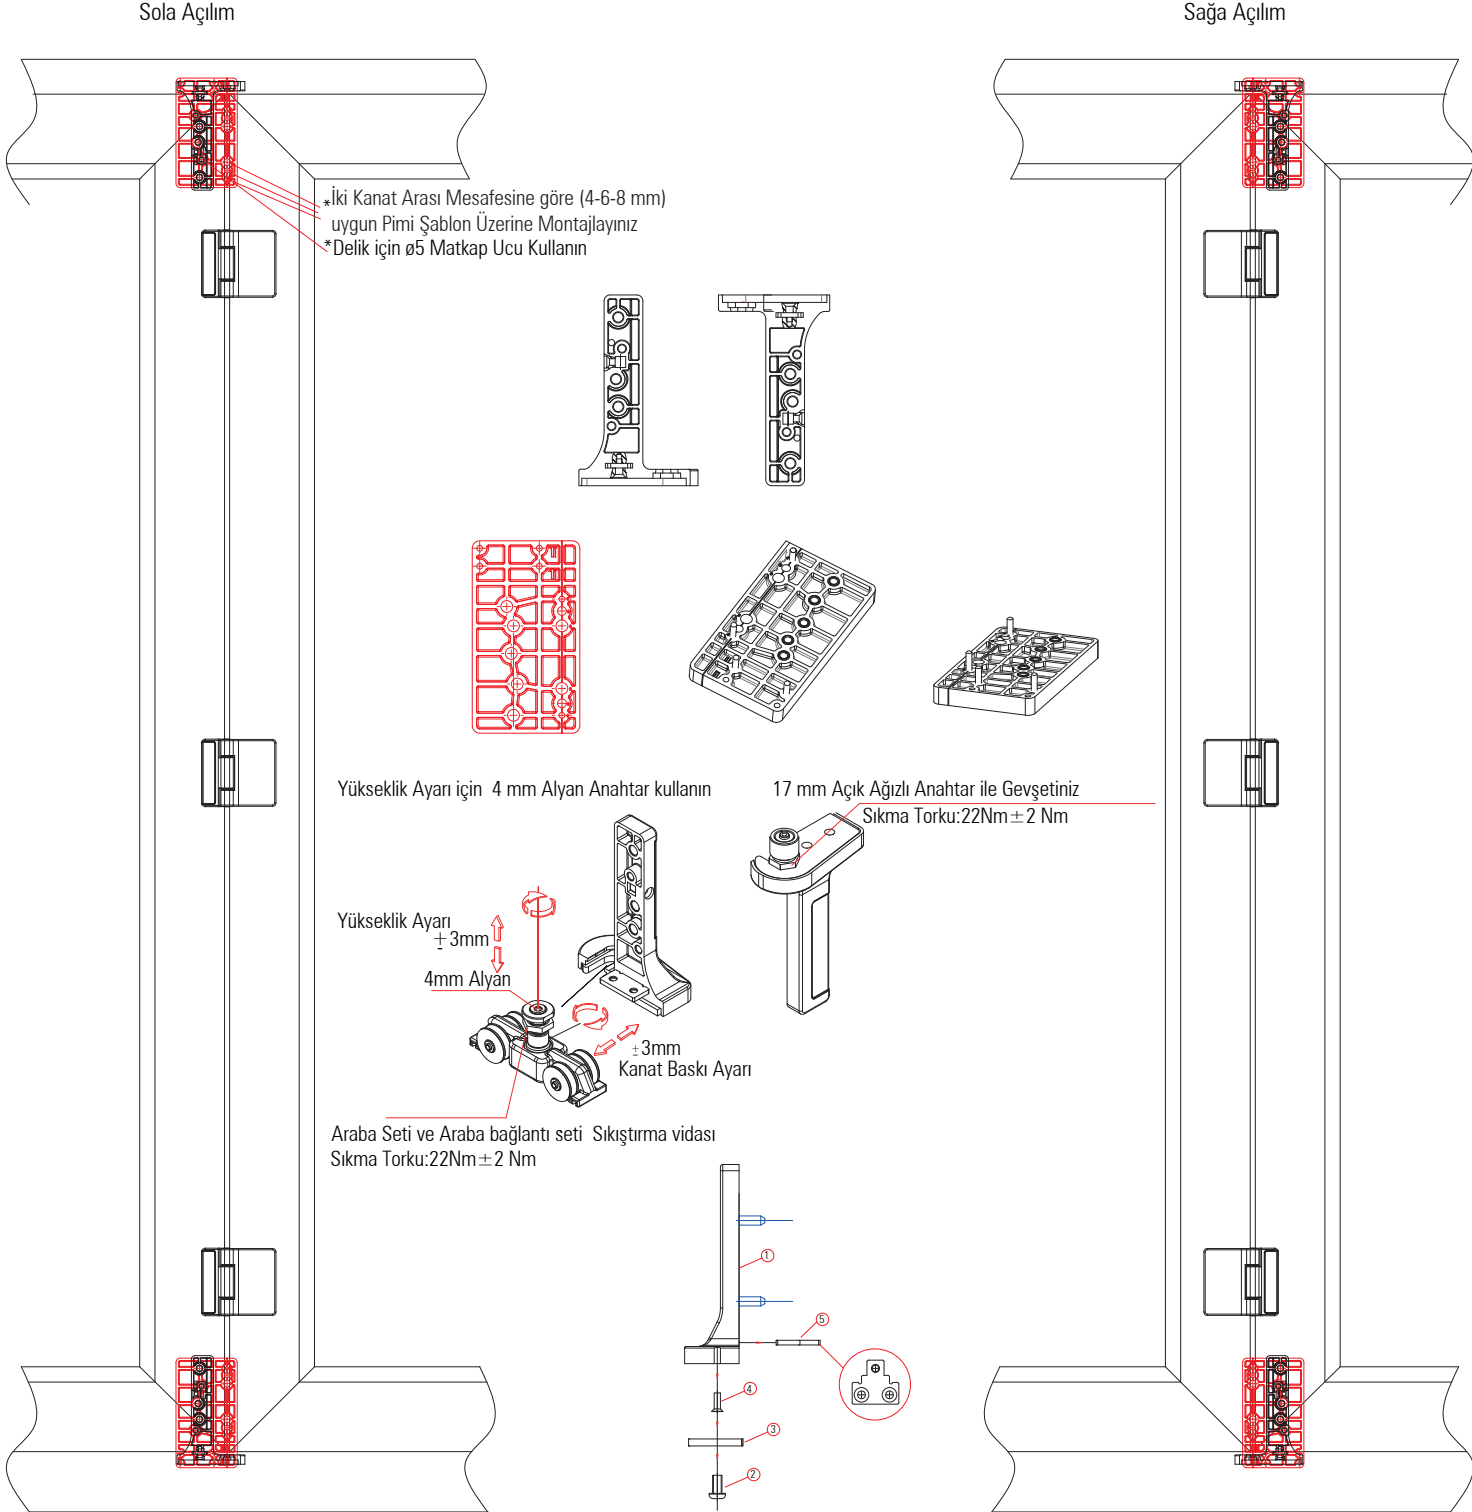 Sola Açılım
Sağa Açılım
*İki Kanat Arası Mesafesine göre (4-6-8 mm)
uygun Pimi Şablon Üzerine Montajlayınız
*Delik için ø5 Matkap Ucu Kullanın
Yükseklik Ayarı için 4 mm Alyan Anahtar kullanın
17 mm Açık Ağızlı Anahtar ile Gevşetiniz
Sıkma Torku:22Nm±2 Nm
Yükseklik Ayarı
±3mm
4mm Alyan
±3mm
Kanat Baskı Ayarı
Araba Seti ve Araba bağlantı seti Sıkıştırma vidası
Sıkma Torku:22Nm±2 Nm
1
5
4
3
2